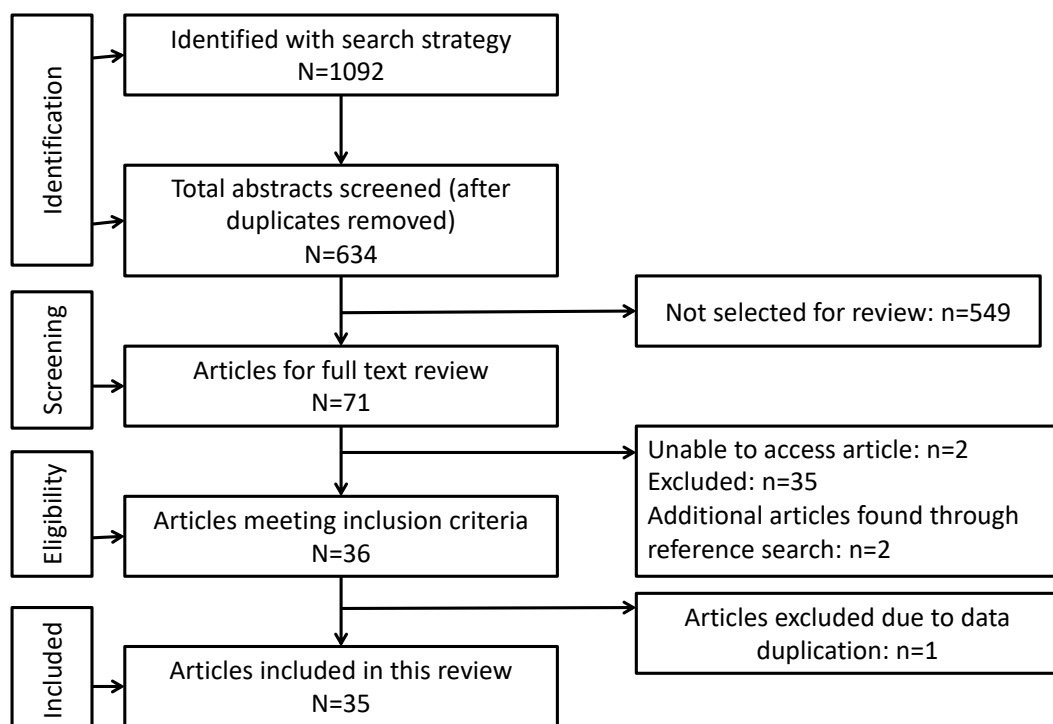 Identification
Identified with search strategy
N=1092
Total abstracts screened (after
duplicates removed)
N=634
Not selected for review: n=549
Screening
Articles for full text review
N=71
Unable to access article: n=2
Excluded: n=35
Additional articles found through
reference search: n=2
Eligibility
Articles meeting inclusion criteria
N=36
Articles excluded due to data
duplication: n=1
Included
Articles included in this review
N=35